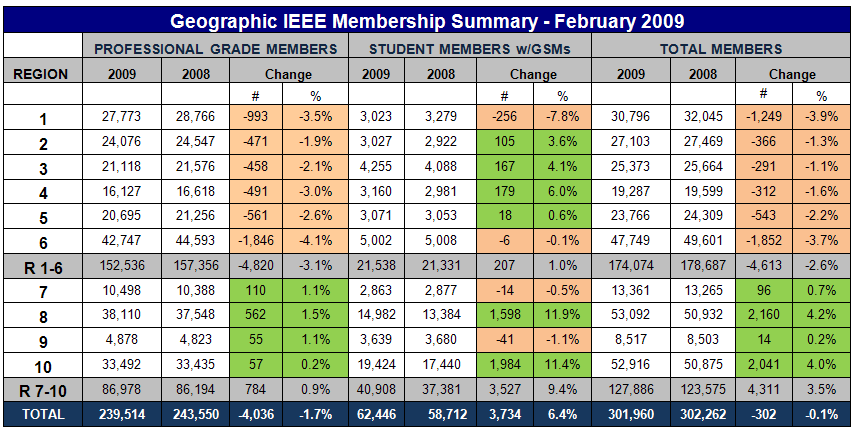 Geographic IEEE Membership Summary - February 2009
PROFESSIONAL GRADE MEMBERS STUDENT MEMBERS w/GSMs TOTAL MEMBERS
REGION 2009 2008 Change 2009 2008 Change 2009 2008 Change
# % # % # %
1 27,773 28,766 -993 -3.5% 3,023 3,279 -256 -7.8% 30,796 32,045 -1,249 -3.9%
2 24,076 24,547 -471 -1.9% 3,027 2,922 105 3.6% 27,103 27,469 -366 -1.3%
3 21,118 21,576 -458 -2.1% 4,255 4,088 167 4.1% 25,373 25,664 -291 -1.1%
4 16,127 16,618 -491 -3.0% 3,160 2,981 179 6.0% 19,287 19,599 -312 -1.6%
5 20,695 21,256 -561 -2.6% 3,071 3,053 18 0.6% 23,766 24,309 -543 -2.2%
6 42,747 44,593 -1,846 -4.1% 5,002 5,008 -6 -0.1% 47,749 49,601 -1,852 -3.7%
R 1-6 152,536 157,356 -4,820 -3.1% 21,538 21,331 207 1.0% 174,074 178,687 -4,613 -2.6%
7 10,498 10,388 110 1.1% 2,863 2,877 -14 -0.5% 13,361 13,265 96 0.7%
8 38,110 37,548 562 1.5% 14,982 13,384 1,598 11.9% 53,092 50,932 2,160 4.2%
9 4,878 4,823 55 1.1% 3,639 3,680 -41 -1.1% 8,517 8,503 14 0.2%
10 33,492 33,435 57 0.2% 19,424 17,440 1,984 11.4% 52,916 50,875 2,041 4.0%
R 7-10 86,978 86,194 784 0.9% 40,908 37,381 3,527 9.4% 127,886 123,575 4,311 3.5%
TOTAL 239,514 243,550 -4,036 -1.7% 62,446 58,712 3,734 6.4% 301,960 302,262 -302 -0.1%